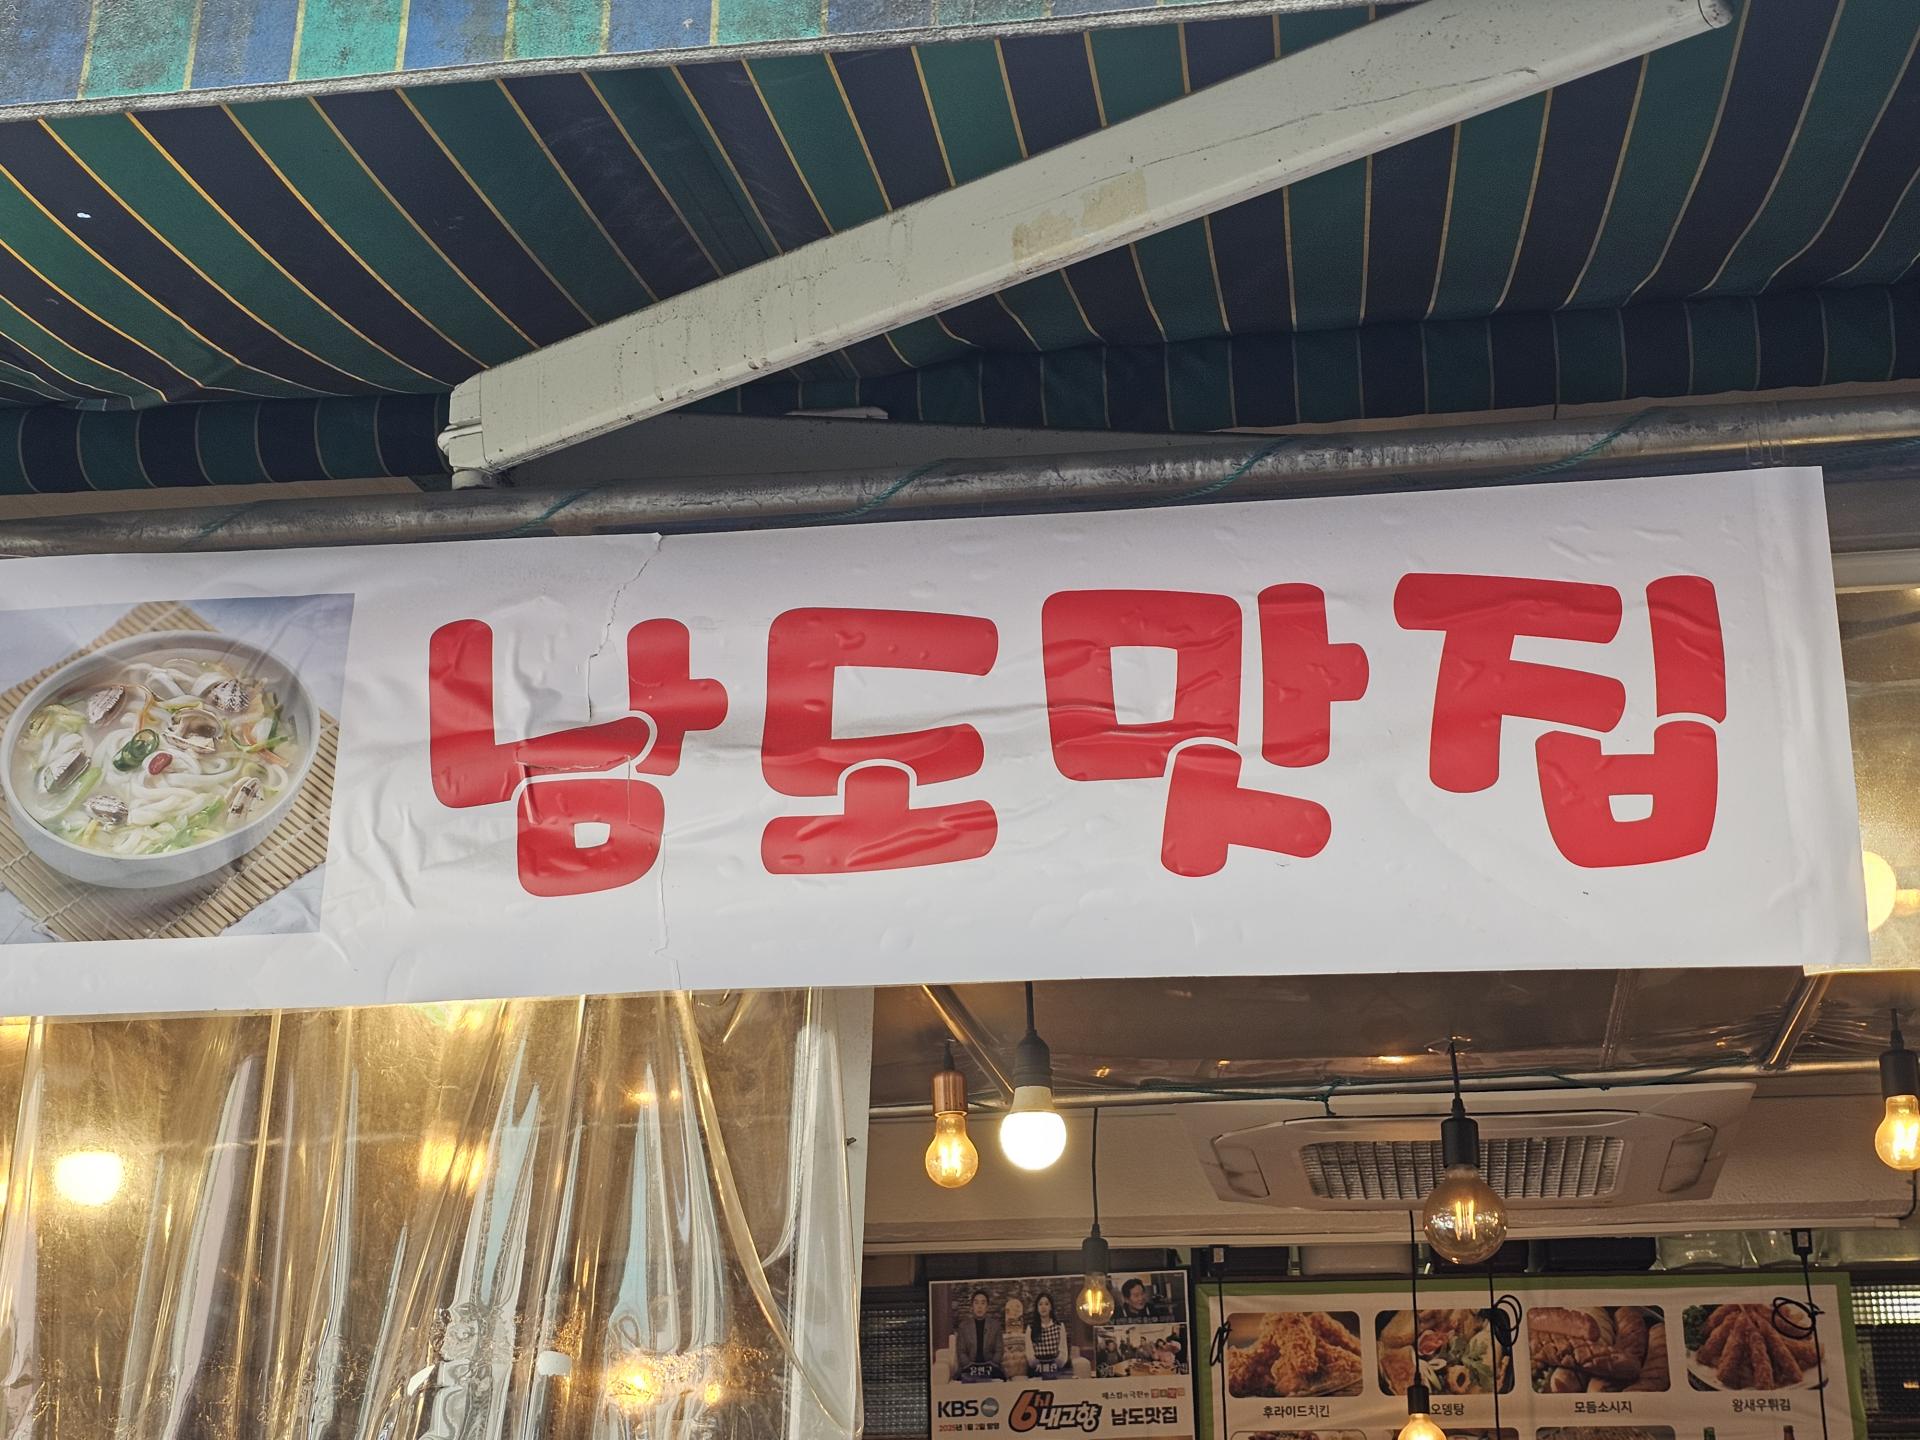 남도맛집
KBS
6시 내고향
남도맛집
후라이드치킨
오뎅탕
모둠소시지
왕새우튀김